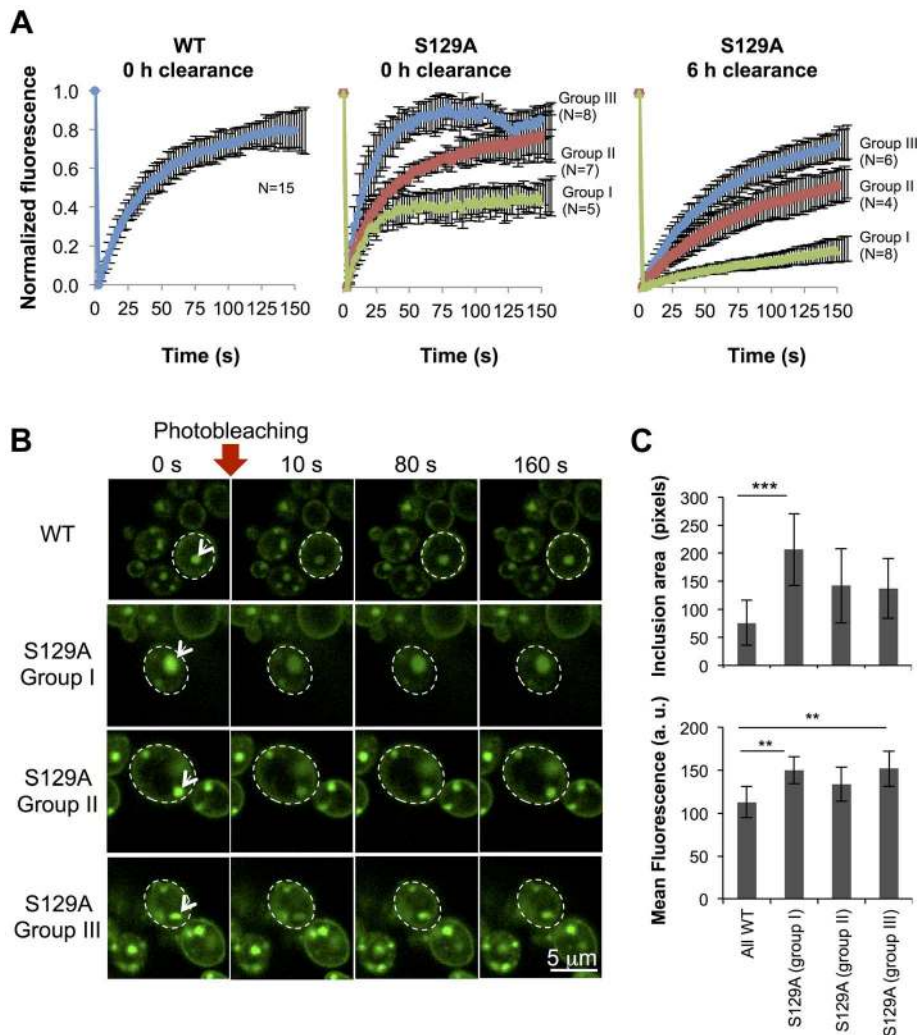 A
WT
0 h clearance
S129A
0 h clearance
S129A
6 h clearance
Normalized fluorescence
1.0
0.8
0.6
0.4
0.2
0.0
N=15
0 25 50 75 100 125 150
Time (s)
Group III
(N=8)
Group II
(N=7)
Group I
(N=5)
0 25 50 75 100 125 150
Time (s)
Group III
(N=6)
Group II
(N=4)
Group I
(N=8)
0 25 50 75 100 125 150
Time (s)
B
Photobleaching
0 s 10 s 80 s 160 s
WT
S129A
Group I
S129A
Group II
S129A
Group III
5 µm
C
Inclusion area (pixels)
350
300
250
200
150
100
50
0
***
Mean Fluorescence (a. u.)
200
150
100
50
0
**
**
All WT
S129A (group I)
S129A (group II)
S129A (group III)